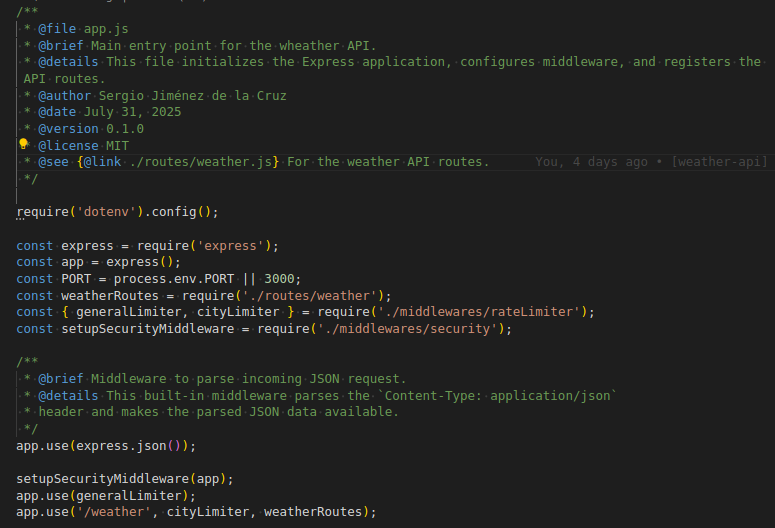 /**
 * @file app.js
 * @brief Main entry point for the wheather API.
 * @details This file initializes the Express application, configures middleware, and registers the
 API routes.
 * @author Sergio Jiménez de la Cruz
 * @date July 31, 2025
 * @version 0.1.0
 * @license MIT
 * @see {@link ./routes/weather.js} For the weather API routes. You, 4 days ago • [weather-api]
 */
require('dotenv').config();
const express = require('express');
const app = express();
const PORT = process.env.PORT || 3000;
const weatherRoutes = require('./routes/weather');
const { generalLimiter, cityLimiter } = require('./middlewares/rateLimiter');
const setupSecurityMiddleware = require('./middlewares/security');
/**
 * @brief Middleware to parse incoming JSON request.
 * @details This built-in middleware parses the `Content-Type: application/json`
 * header and makes the parsed JSON data available.
 */
app.use(express.json());
setupSecurityMiddleware(app);
app.use(generalLimiter);
app.use('/weather', cityLimiter, weatherRoutes);